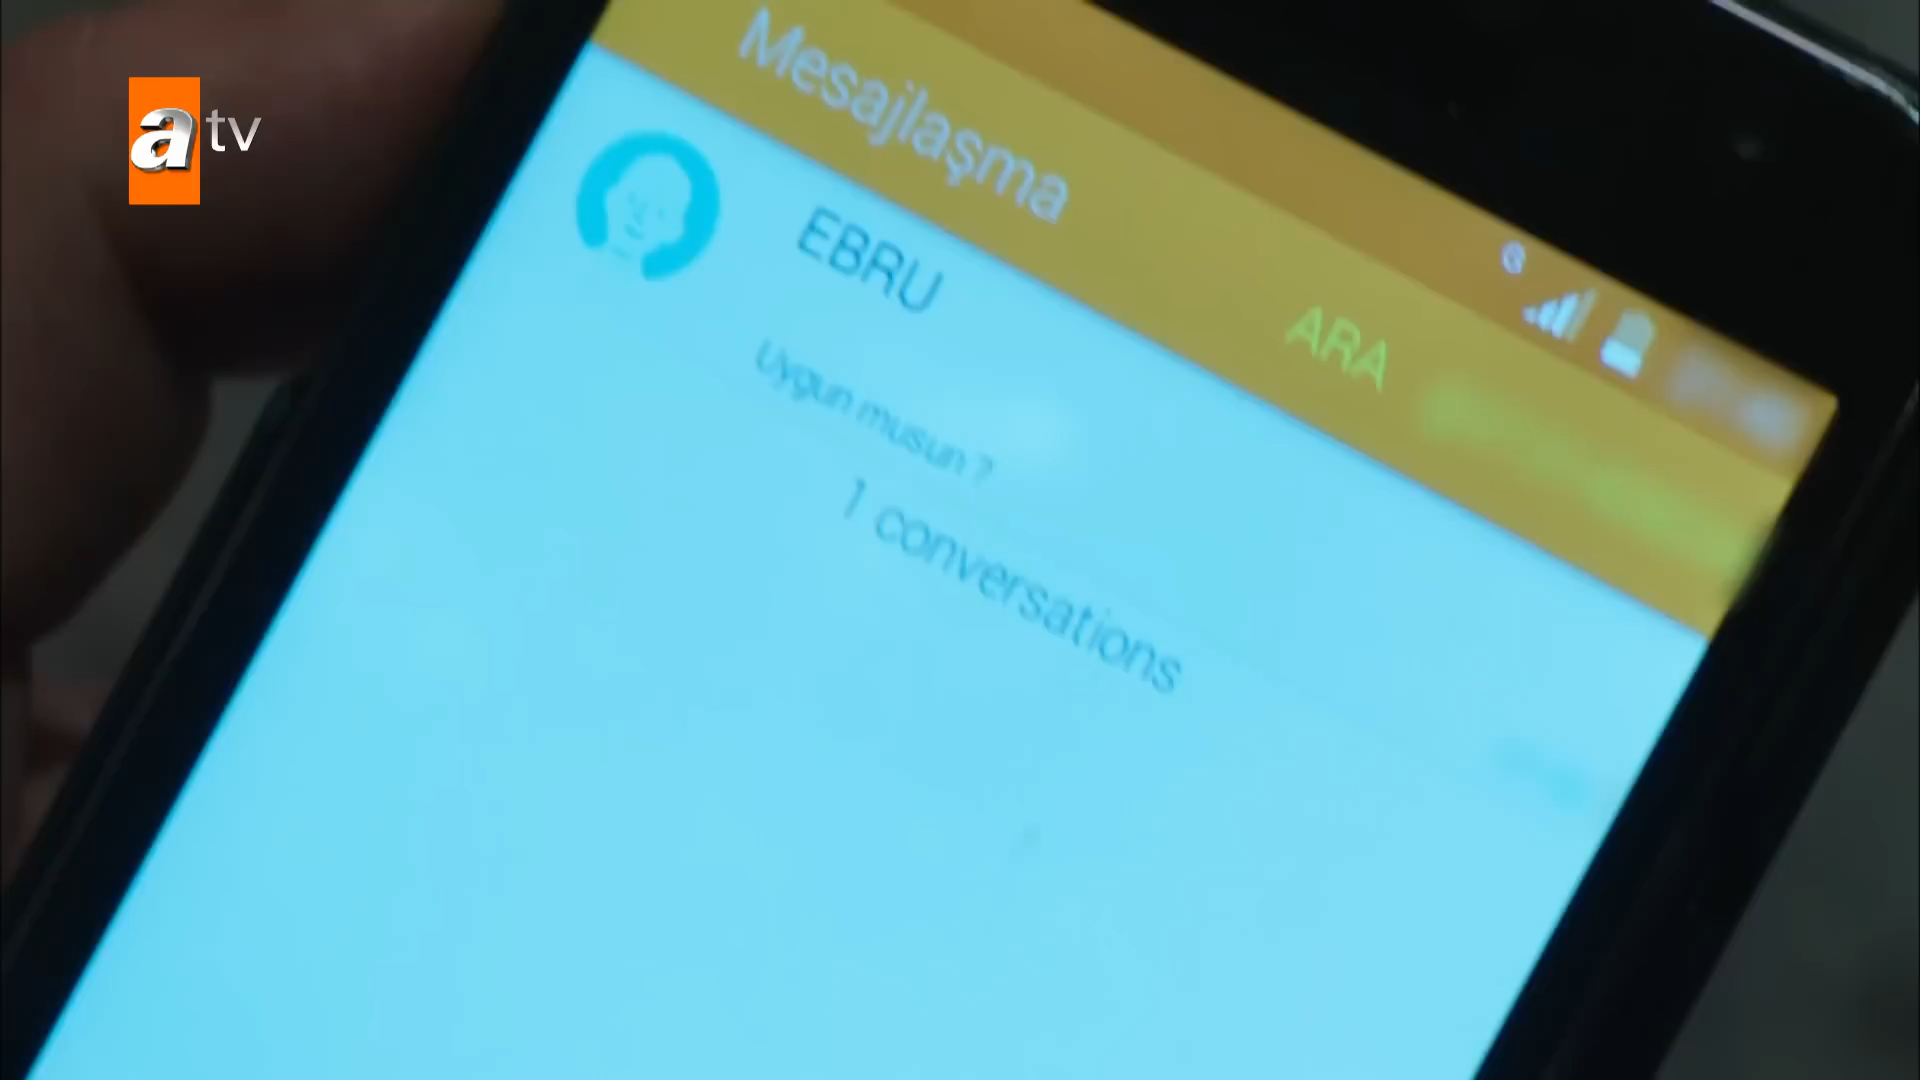 atv
Mesajlaşma
ARA
EBRU
Uygun musun ?
1 conversations